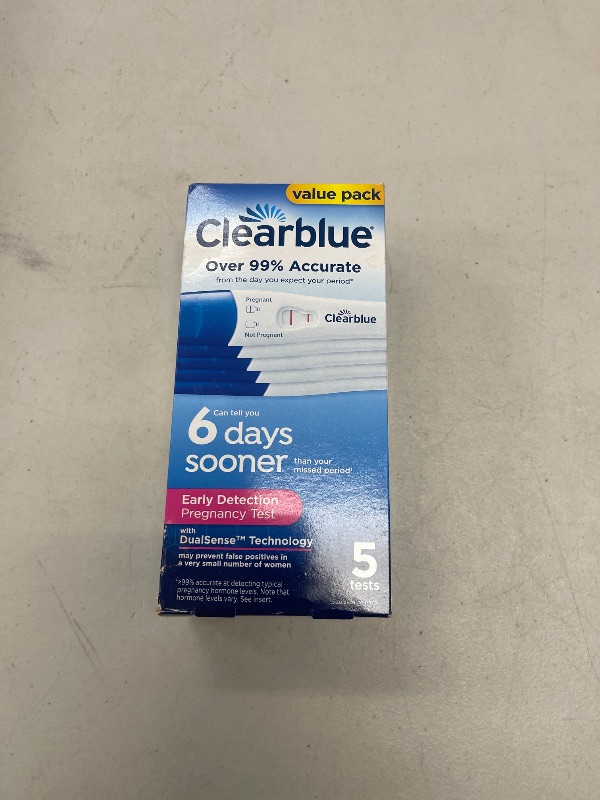 value pack
Clearblue®
Over 99% Accurate
from the day you expect your period*
Pregnant
Not Pregnant
Clearblue
Can tell you
6 days
sooner
than your
missed period†
Early Detection
Pregnancy Test
with
DualSense™ Technology
may prevent false positives in
a very small number of women
5
tests
*>99% accurate at detecting typical
pregnancy hormone levels. Note that
hormone levels vary. See insert.